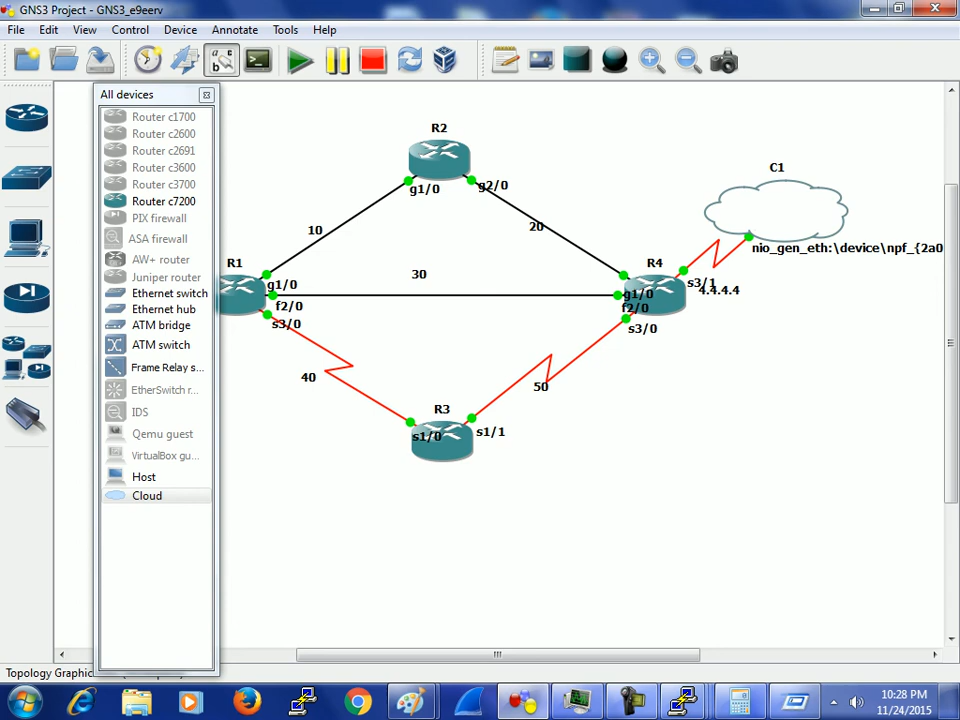 GNS3 Project - GNS3_e9eerv
File Edit View Control Device Annotate Tools Help
a c
b e
All devices
Router c1700
Router c2600
Router c2691
Router c3600
Router c3700
Router c7200
PIX firewall
ASA firewall
AW+ router
Juniper router
Ethernet switch
Ethernet hub
ATM bridge
ATM switch
Frame Relay s...
EtherSwitch r...
IDS
Qemu guest
VirtualBox gu...
Host
Cloud
R2
g1/0
g2/0
10
20
C1
nio_gen_eth:\device\npf_{2a0
R1
g1/0
f2/0
s3/0
30
R4
s3/1
4.4.4.4
g1/0
f2/0
s3/0
40
50
R3
s1/0
s1/1
Topology Graphic
10:28 PM
11/24/2015